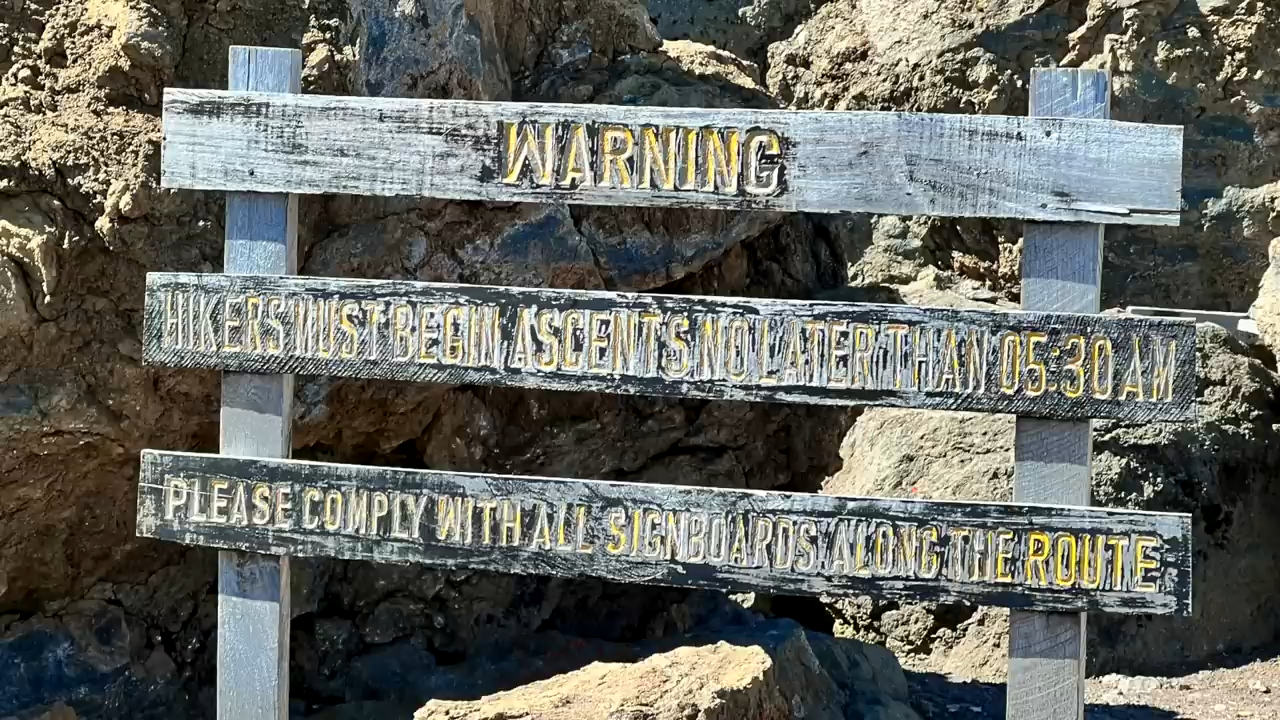 WARNING
HIKERS MUST BEGIN ASCENTS NO LATER THAN 05:30 AM
PLEASE COMPLY WITH ALL SIGNBOARDS ALONG THE ROUTE